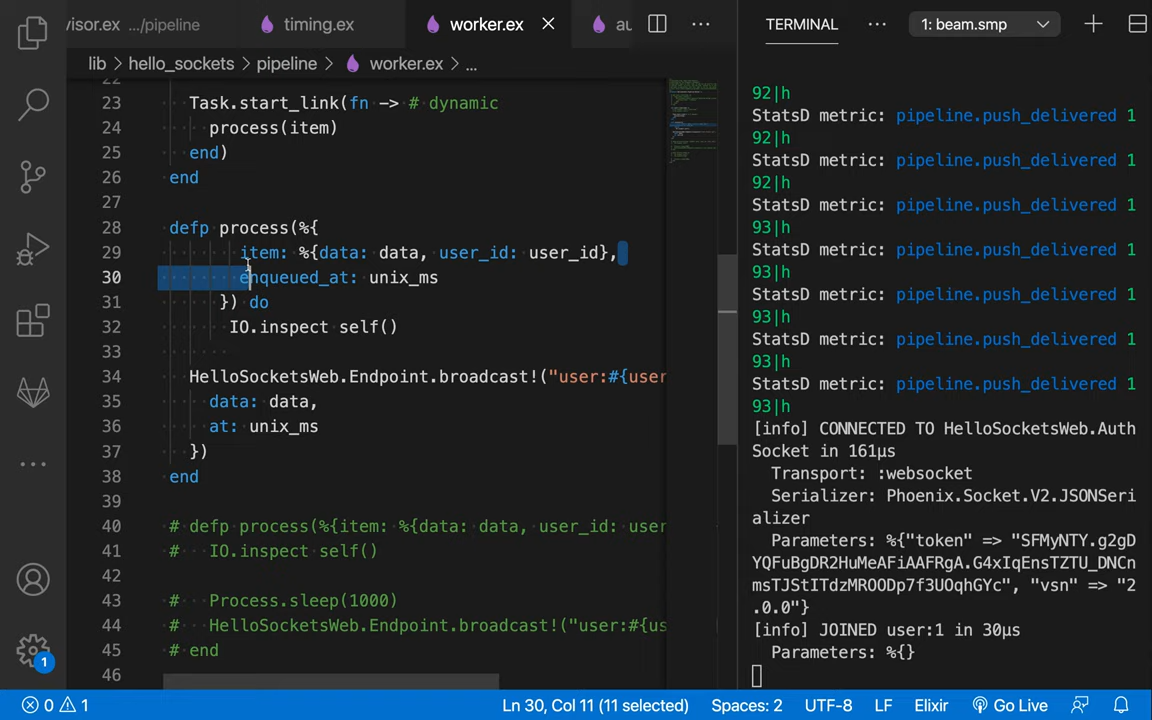 visor.ex .../pipeline
timing.ex
worker.ex
au
TERMINAL
1: beam.smp
lib > hello_sockets > pipeline > worker.ex > ...
22
23 Task.start_link(fn -> # dynamic
24 process(item)
25 end)
26 end
27
28 defp process(%{
29 item: %{data: data, user_id: user_id},
30 enqueued_at: unix_ms
31 }) do
32 IO.inspect self()
33
34 HelloSocketsWeb.Endpoint.broadcast!("user:#{user
35 data: data,
36 at: unix_ms
37 })
38 end
39
40 # defp process(%{item: %{data: data, user_id: user
41 # IO.inspect self()
42
43 # Process.sleep(1000)
44 # HelloSocketsWeb.Endpoint.broadcast!("user:#{us
45 # end
46
92|h
StatsD metric: pipeline.push_delivered 1
92|h
StatsD metric: pipeline.push_delivered 1
92|h
StatsD metric: pipeline.push_delivered 1
93|h
StatsD metric: pipeline.push_delivered 1
93|h
StatsD metric: pipeline.push_delivered 1
93|h
StatsD metric: pipeline.push_delivered 1
93|h
StatsD metric: pipeline.push_delivered 1
93|h
[info] CONNECTED TO HelloSocketsWeb.Auth
Socket in 161µs
Transport: :websocket
Serializer: Phoenix.Socket.V2.JSONSeri
alizer
Parameters: %{"token" => "SFMyNTY.g2gD
YQFuBgDR2HuMeAFiAAFRgA.G4xIqEnsTZTU_DNCn
msTJStITdzMROODp7f3UOqhGYc", "vsn" => "2
.0.0"}
[info] JOINED user:1 in 30µs
Parameters: %{}
1
0 1
Ln 30, Col 11 (11 selected)
Spaces: 2
UTF-8
LF
Elixir
Go Live